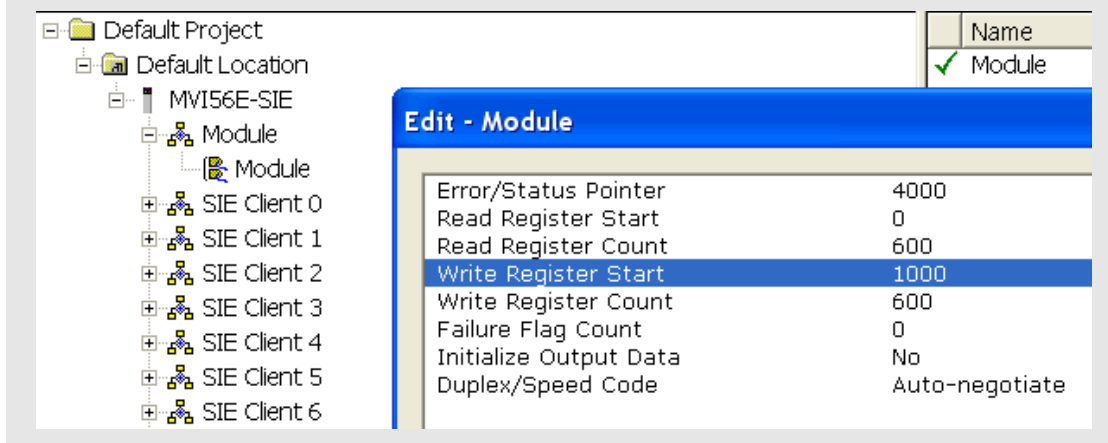 Default Project
Default Location
MVI56E-SIE
Module
Module
SIE Client 0
SIE Client 1
SIE Client 2
SIE Client 3
SIE Client 4
SIE Client 5
SIE Client 6
Name
Module
Edit - Module
Error/Status Pointer 4000
Read Register Start 0
Read Register Count 600
Write Register Start 1000
Write Register Count 600
Failure Flag Count 0
Initialize Output Data No
Duplex/Speed Code Auto-negotiate